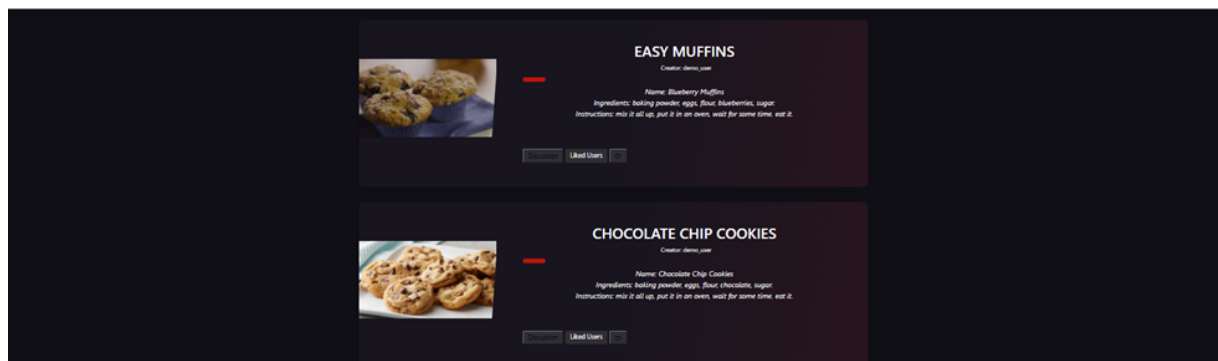 EASY MUFFINS
Creator: demo_user
Name: Blueberry Muffins
Ingredients: baking powder, eggs, flour, blueberries, sugar.
Instructions: mix it all up, put it in an oven, wait for some time. eat it.
Discussion
Liked Users
CHOCOLATE CHIP COOKIES
Creator: demo_user
Name: Chocolate Chip Cookies
Ingredients: baking powder, eggs, flour, chocolate, sugar.
Instructions: mix it all up, put it in an oven, wait for some time. eat it.
Discussion
Liked Users